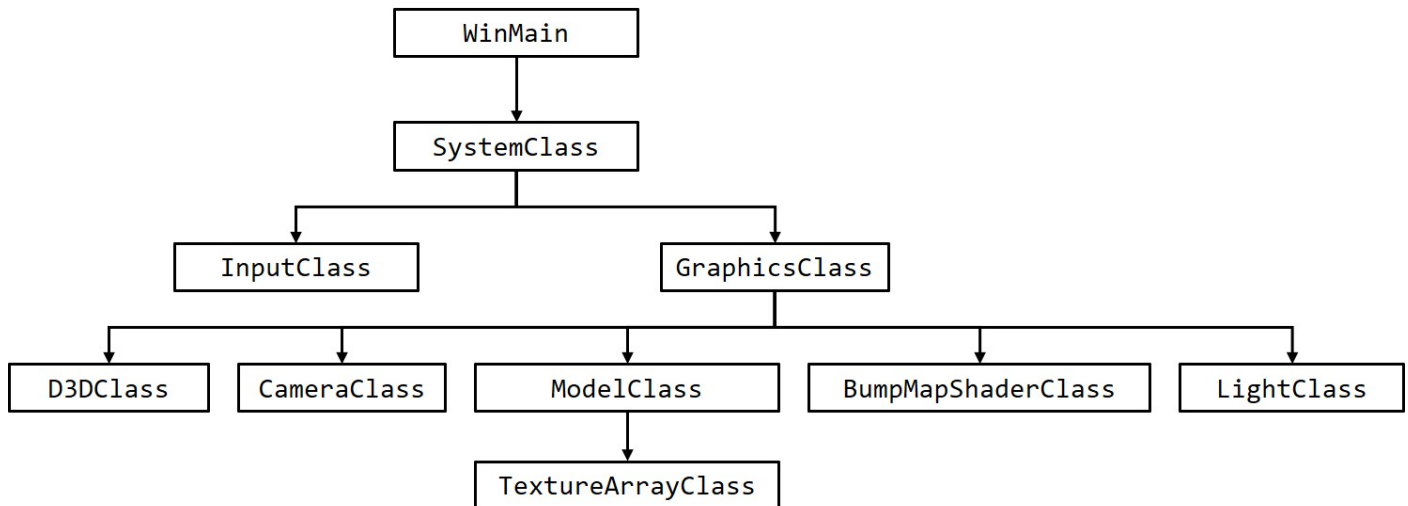 WinMain
SystemClass
InputClass
GraphicsClass
D3DClass
CameraClass
ModelClass
BumpMapShaderClass
LightClass
TextureArrayClass